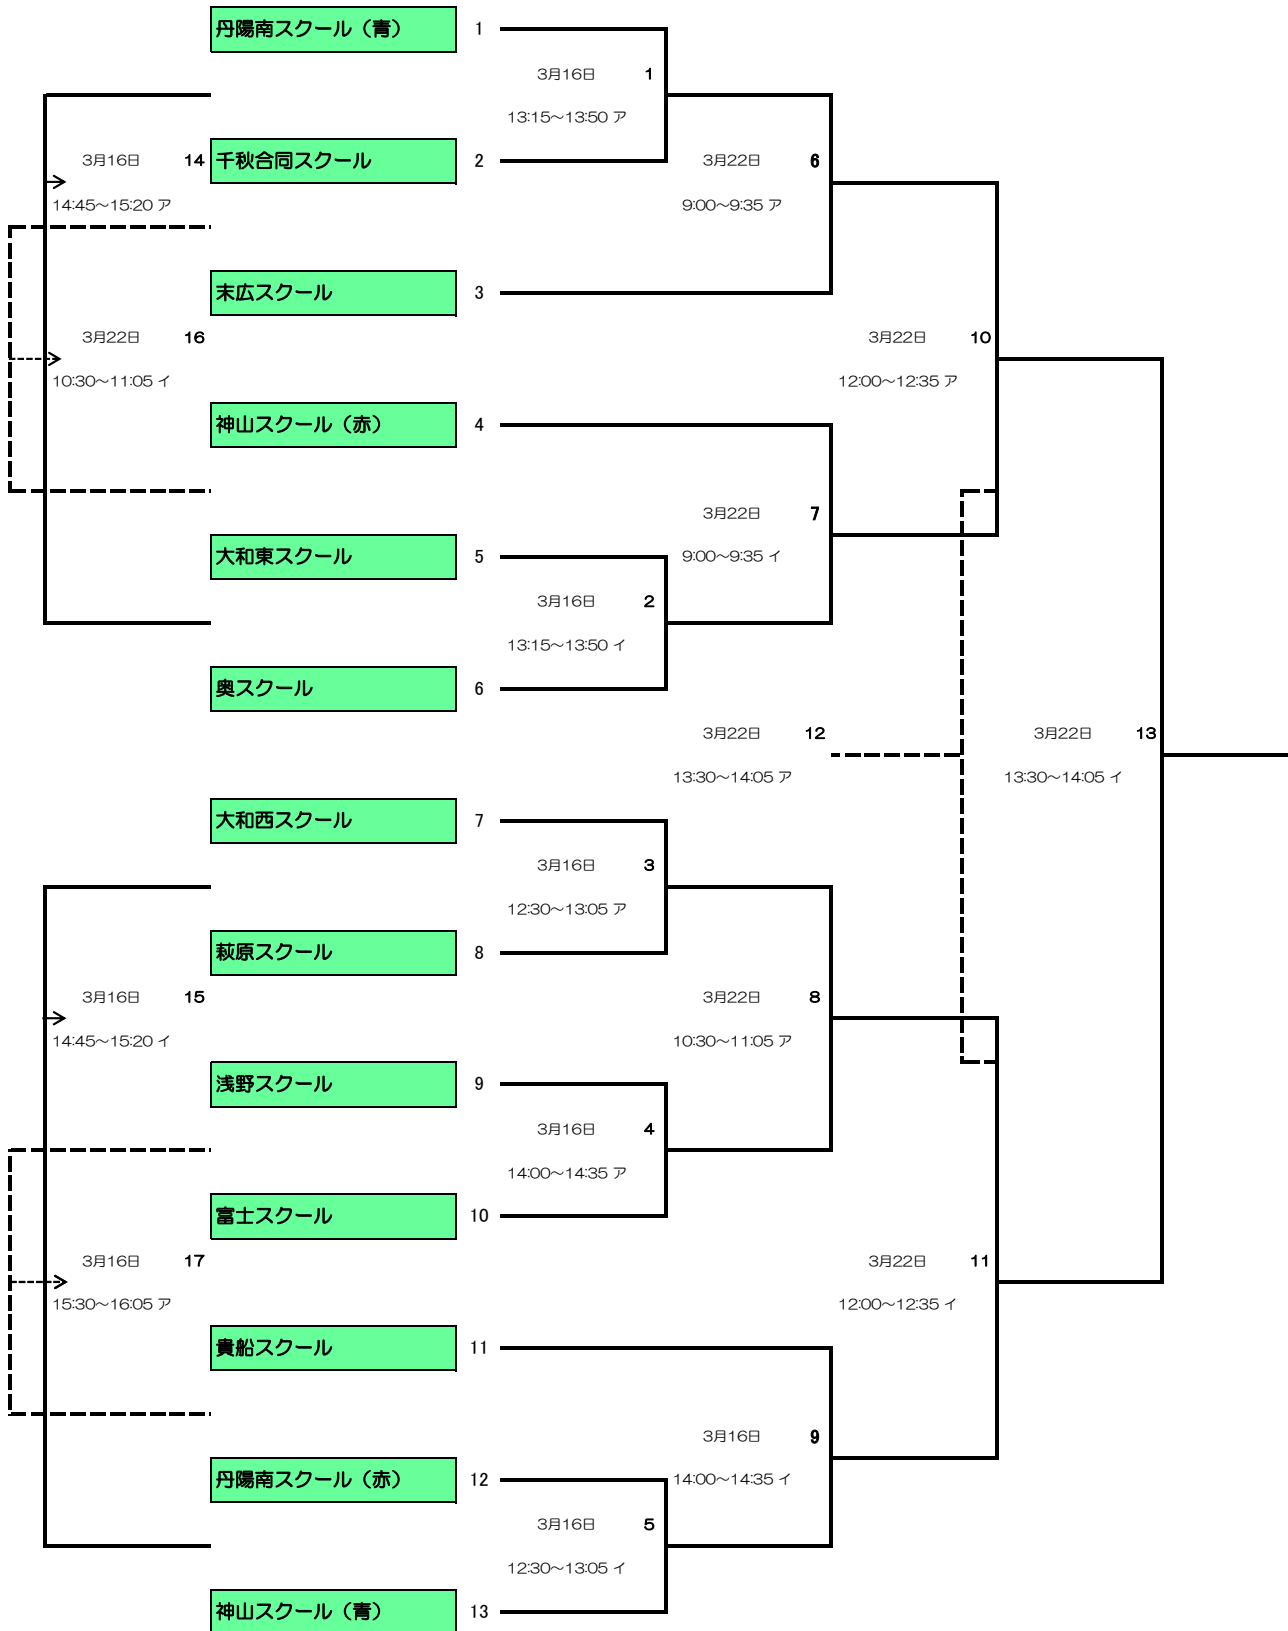 丹陽南スクール（青） 1
3月16日 1
13:15～13:50 ア
3月16日 14 千秋合同スクール 2 3月22日 6
14:45～15:20 ア 9:00～9:35 ア
末広スクール 3
3月22日 16 3月22日 10
10:30～11:05 イ 12:00～12:35 ア
神山スクール（赤） 4
3月22日 7
大和東スクール 5 9:00～9:35 イ
3月16日 2
13:15～13:50 イ
奥スクール 6
3月22日 12 3月22日 13
13:30～14:05 ア 13:30～14:05 イ
大和西スクール 7
3月16日 3
12:30～13:05 ア
萩原スクール 8
3月16日 15 3月22日 8
14:45～15:20 イ 10:30～11:05 ア
浅野スクール 9
3月16日 4
14:00～14:35 ア
富士スクール 10
3月16日 17 3月22日 11
15:30～16:05 ア 12:00～12:35 イ
貴船スクール 11
3月16日 9
丹陽南スクール（赤） 12 14:00～14:35 イ
3月16日 5
12:30～13:05 イ
神山スクール（青） 13